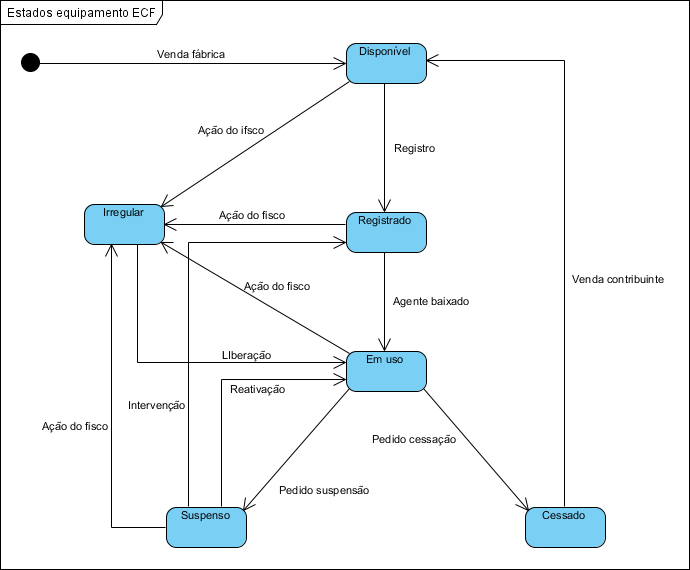 Estados equipamento ECF
Venda fábrica
Disponível
Ação do ifsco
Registro
Irregular
Ação do fisco
Registrado
Venda contribuinte
Ação do fisco
Agente baixado
LIberação
Em uso
Reativação
Intervenção
Ação do fisco
Pedido cessação
Pedido suspensão
Suspenso
Cessado